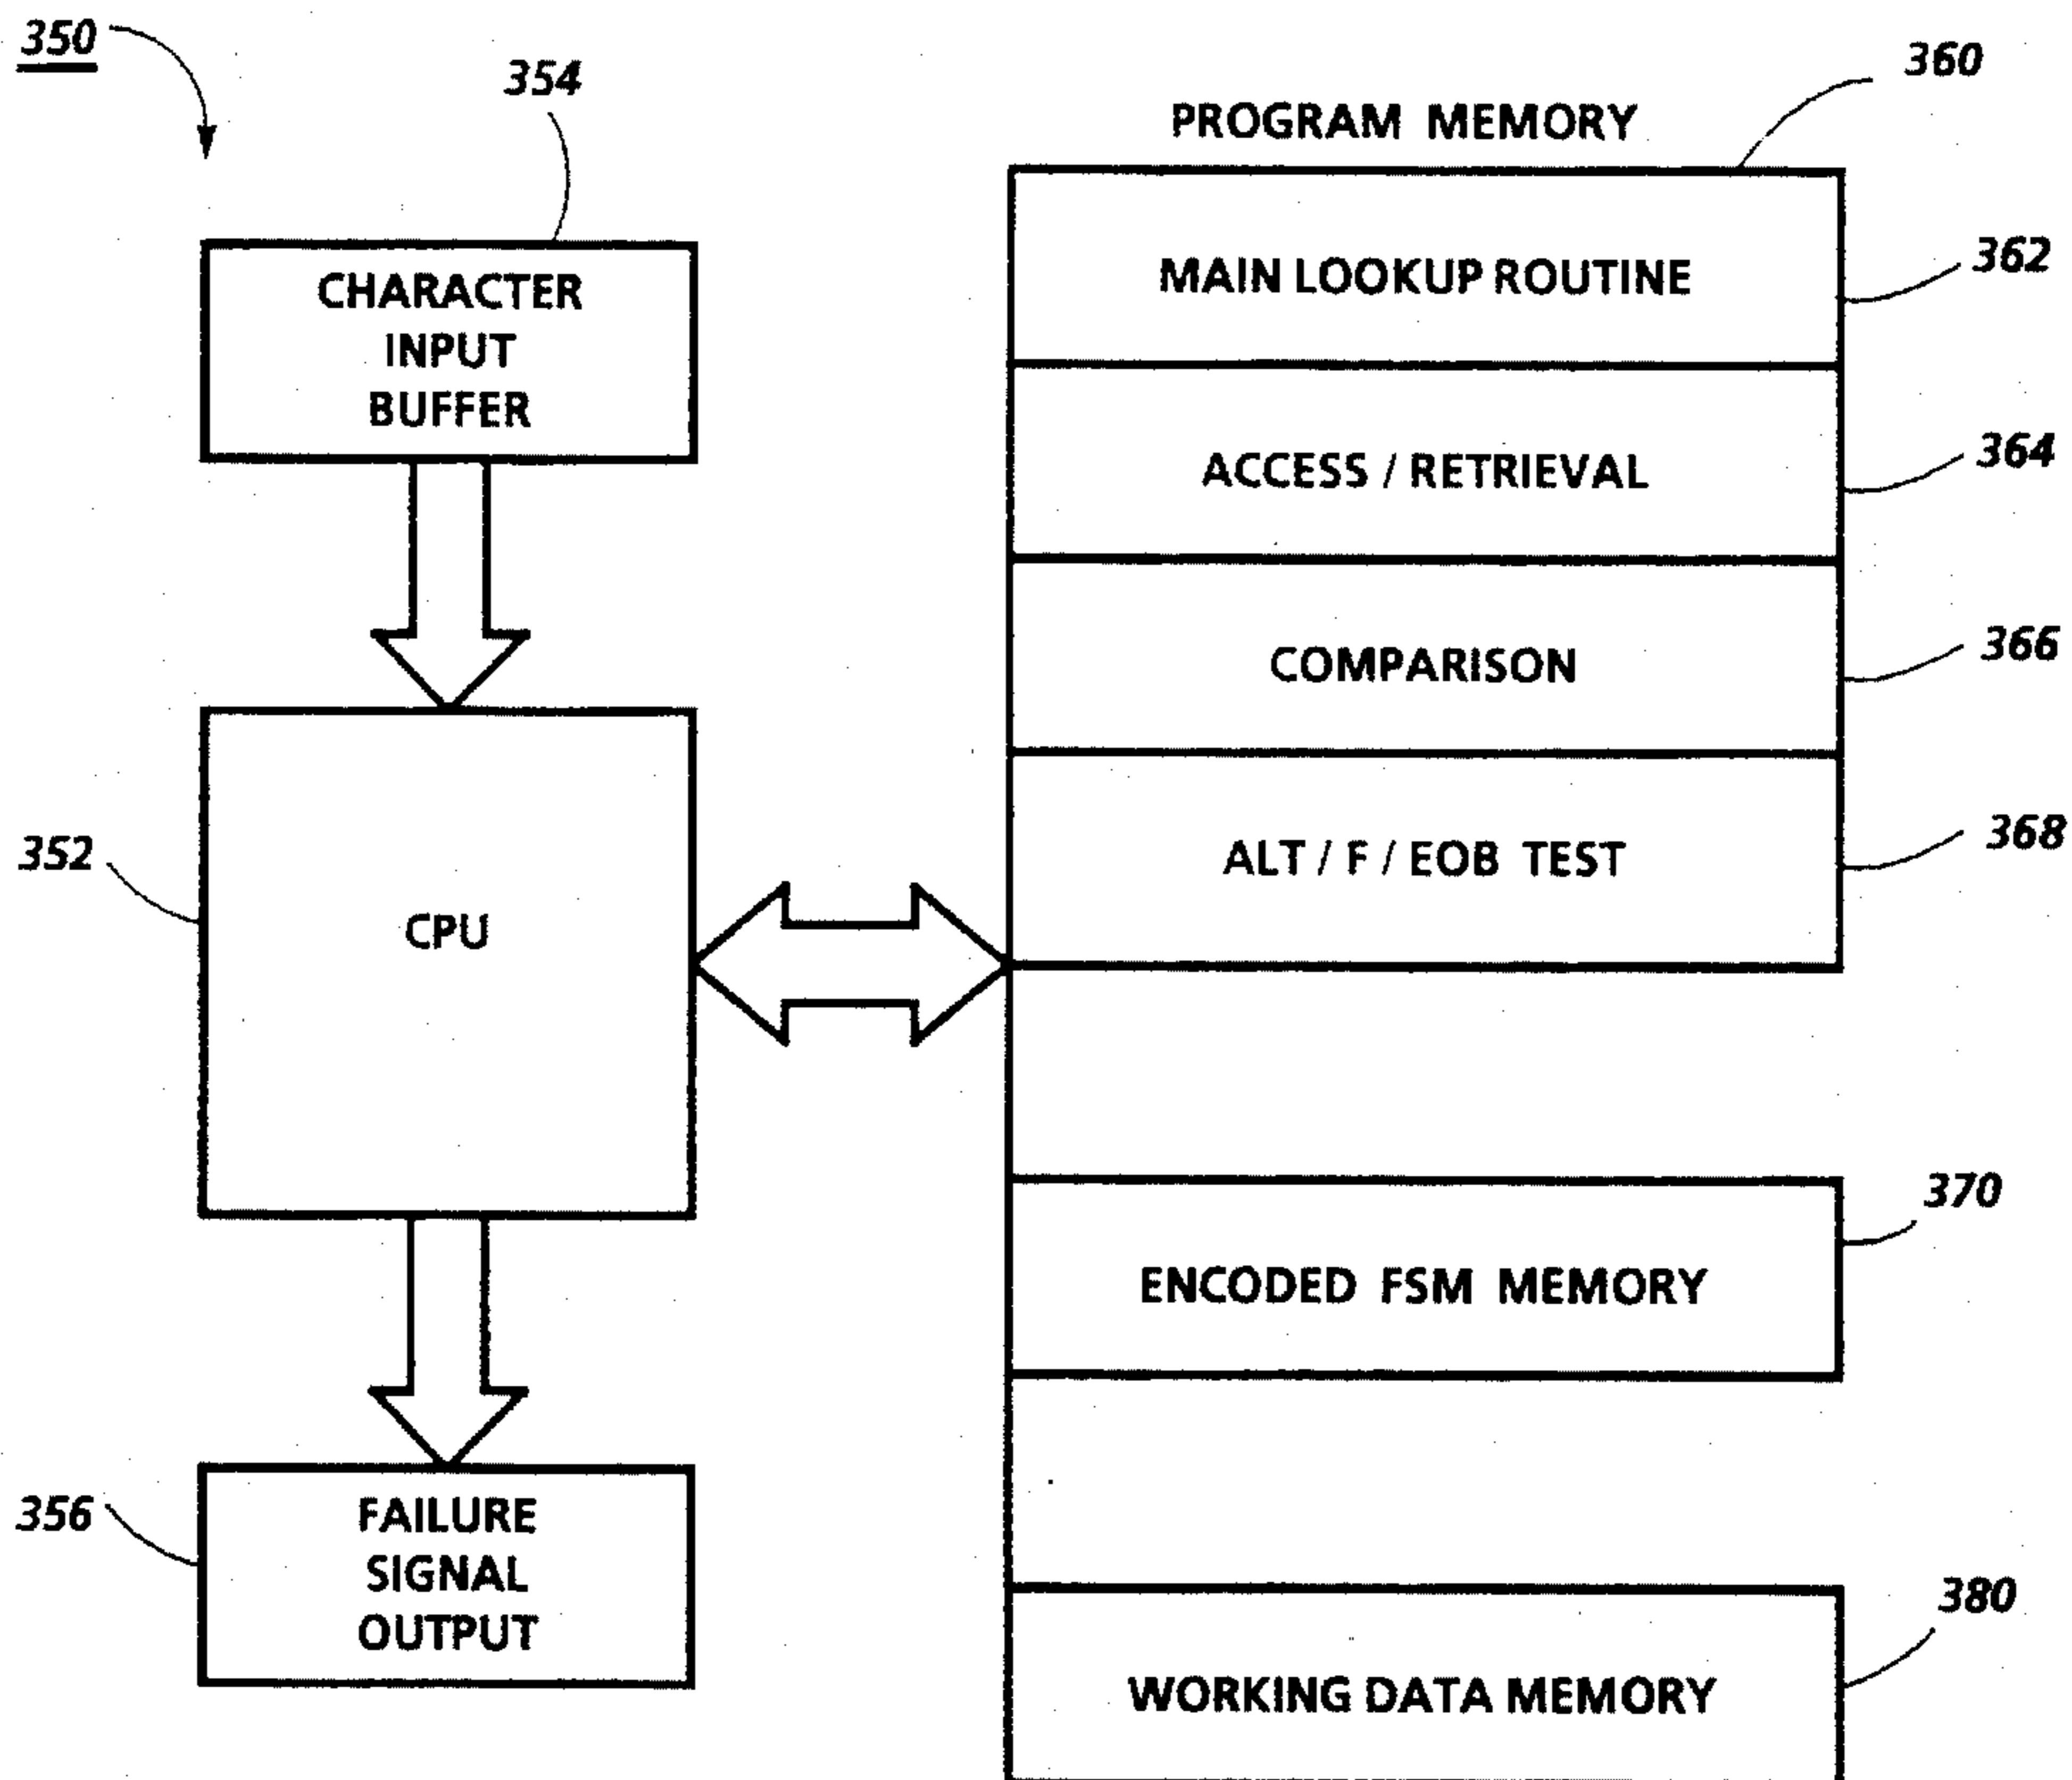 350
354
360
PROGRAM MEMORY
CHARACTER
INPUT
BUFFER
MAIN LOOKUP ROUTINE
362
ACCESS / RETRIEVAL
364
COMPARISON
366
352
CPU
ALT / F / EOB TEST
368
370
ENCODED FSM MEMORY
356
FAILURE
SIGNAL
OUTPUT
380
WORKING DATA MEMORY